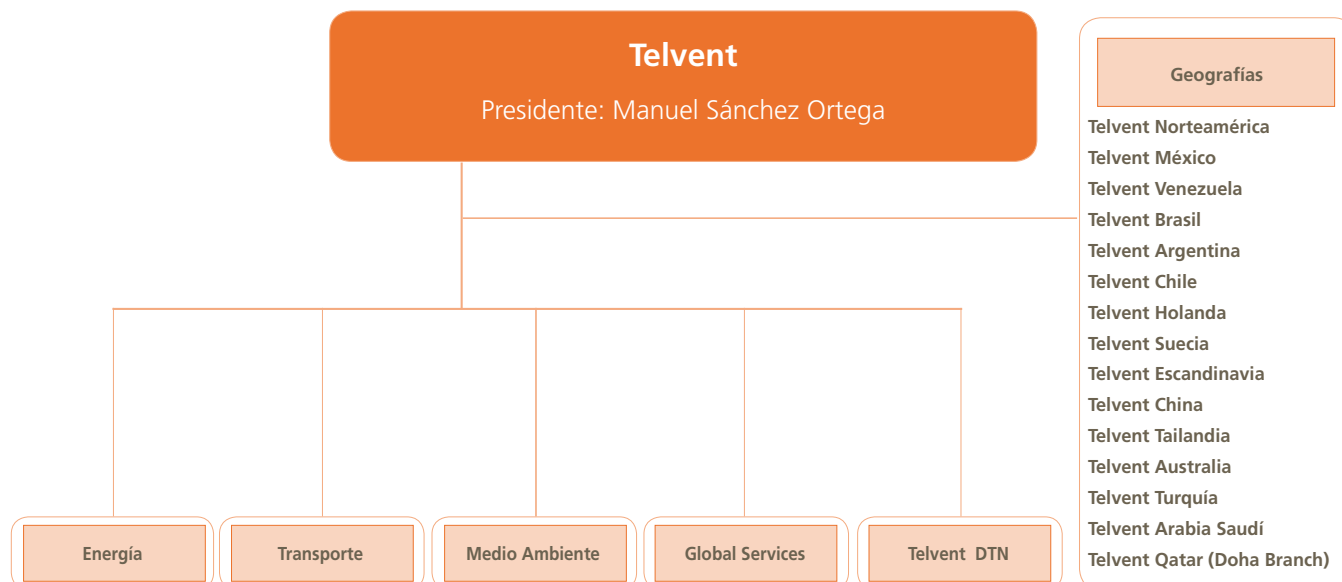 Telvent
Presidente: Manuel Sánchez Ortega
Geografías
Telvent Norteamérica
Telvent México
Telvent Venezuela
Telvent Brasil
Telvent Argentina
Telvent Chile
Telvent Holanda
Telvent Suecia
Telvent Escandinavia
Telvent China
Telvent Tailandia
Telvent Australia
Telvent Turquía
Telvent Arabia Saudí
Telvent Qatar (Doha Branch)
Energía
Transporte
Medio Ambiente
Global Services
Telvent DTN